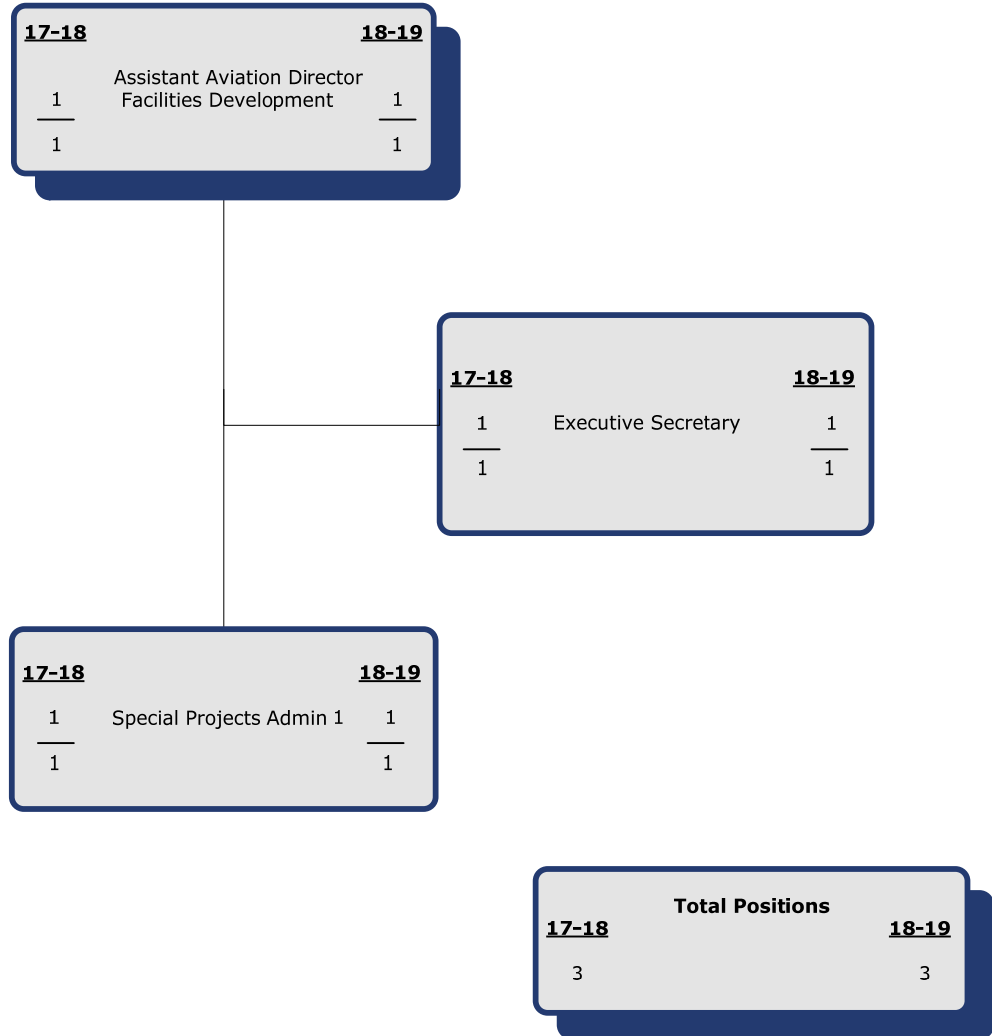 17-18 18-19
Assistant Aviation Director
1 Facilities Development 1
1 1
17-18 18-19
1 Executive Secretary 1
1 1
17-18 18-19
1 Special Projects Admin 1 1
1 1
Total Positions
17-18 18-19
3 3